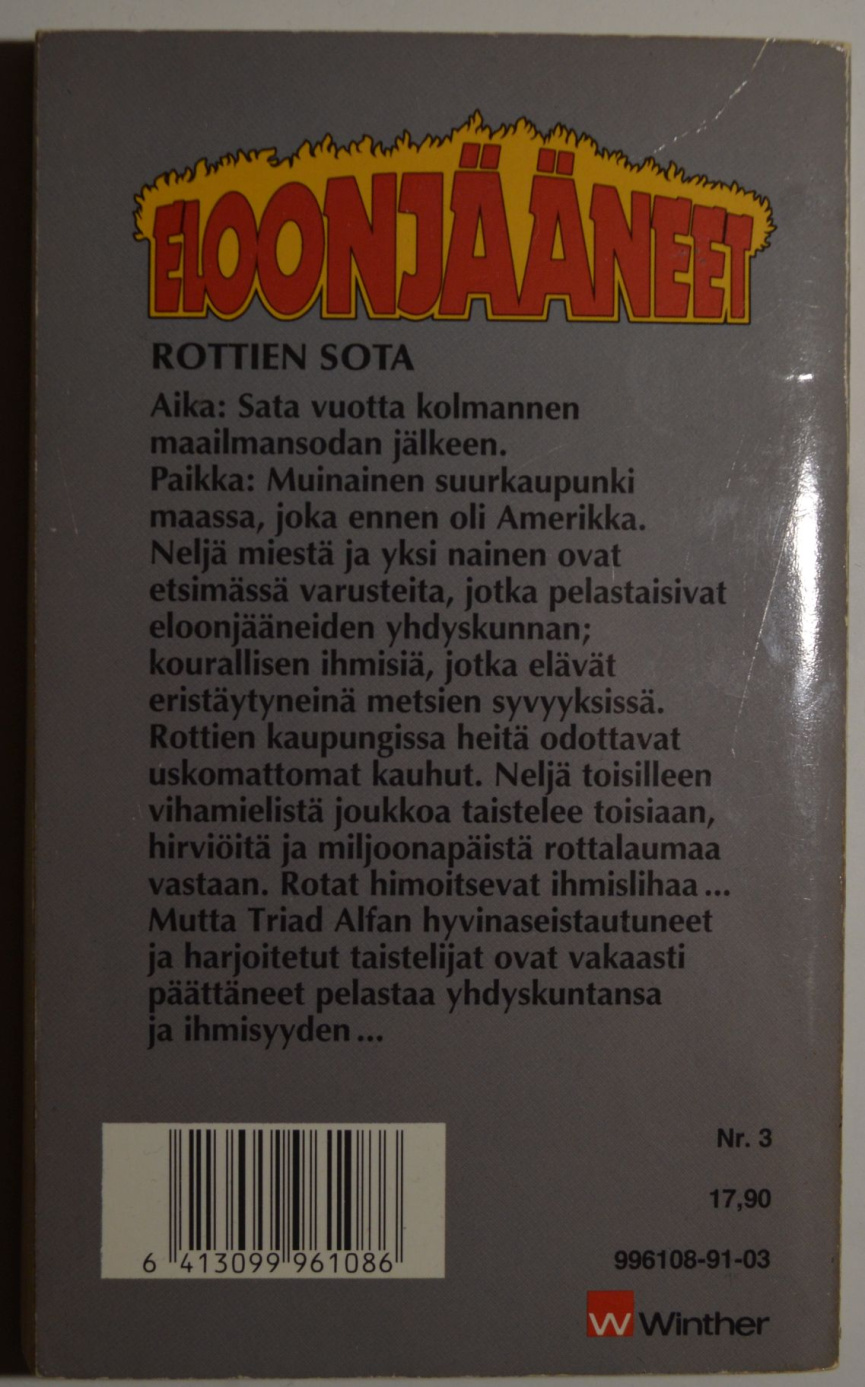 ELOONJÄÄNEET
ROTTIEN SOTA
Aika: Sata vuotta kolmannen
maailmansodan jälkeen.
Paikka: Muinainen suurkaupunki
maassa, joka ennen oli Amerikka.
Neljä miestä ja yksi nainen ovat
etsimässä varusteita, jotka pelastaisivat
eloonjääneiden yhdyskunnan;
kourallisen ihmisiä, jotka elävät
eristäytyneinä metsien syvyyksissä.
Rottien kaupungissa heitä odottavat
uskomattomat kauhut. Neljä toisilleen
vihamielistä joukkoa taistelee toisiaan,
hirviöitä ja miljoonapäistä rottalaumaa
vastaan. Rotat himoitsevat ihmislihaa ...
Mutta Triad Alfan hyvinaseistautuneet
ja harjoitetut taistelijat ovat vakaasti
päättäneet pelastaa yhdyskuntansa
ja ihmisyyden ...
Nr. 3
17,90
6 413099 961086
996108-91-03
W Winther